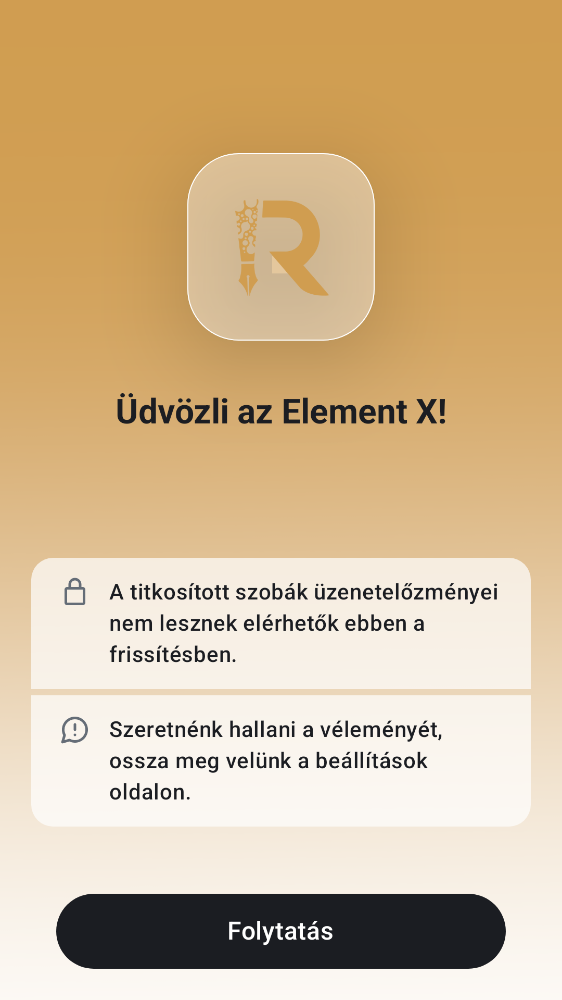 R
Üdvözli az Element X!
A titkosított szobák üzenetelőzményei
nem lesznek elérhetők ebben a
frissítésben.
Szeretnénk hallani a véleményét,
ossza meg velünk a beállítások
oldalon.
Folytatás